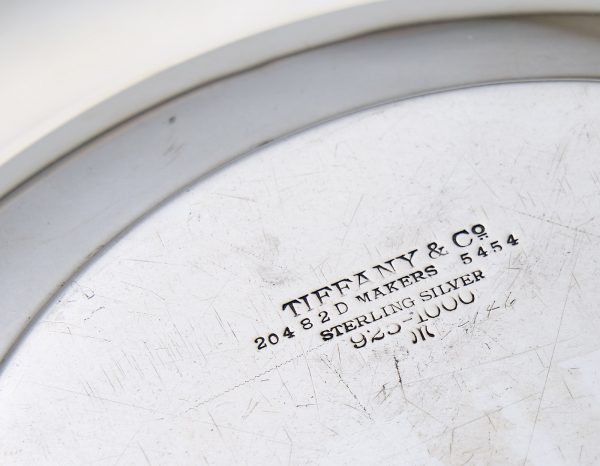 TIFFANY & Co.
20482D MAKERS 5454
STERLING SILVER
925-1000
M